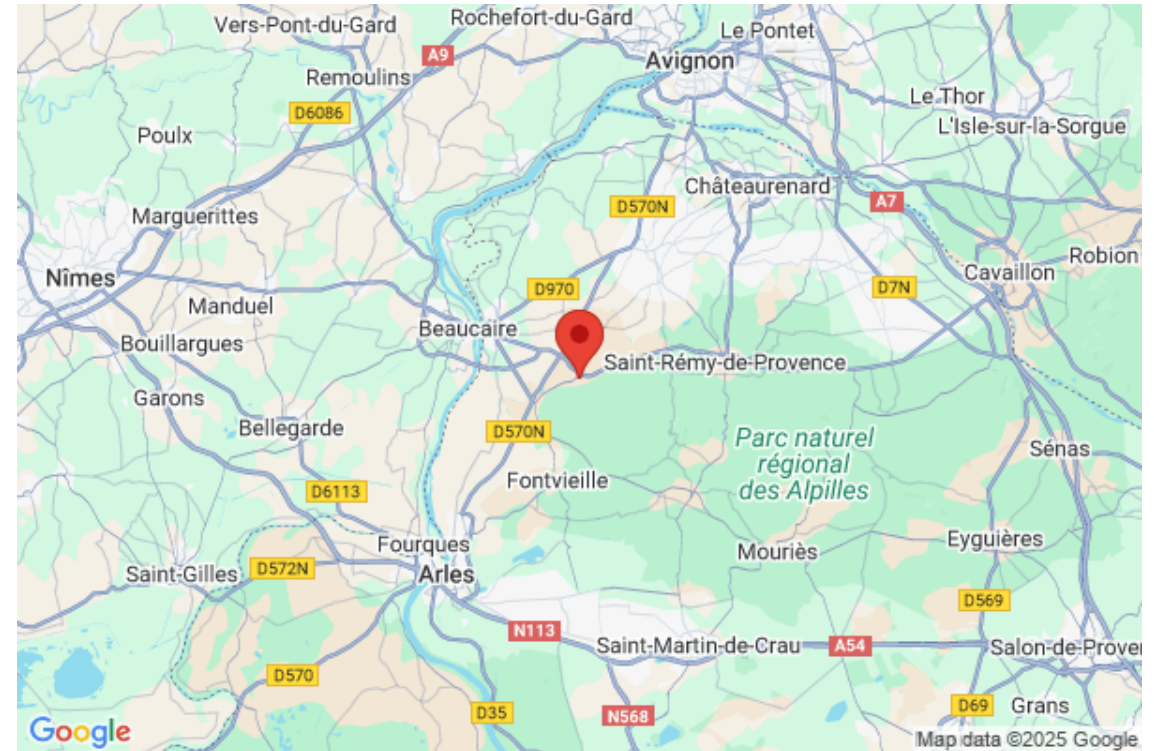 Vers-Pont-du-Gard
Rochefort-du-Gard
Le Pontet
A9
Avignon
Remoulins
Le Thor
D6086
L'Isle-sur-la-Sorgue
Poulx
Châteaurenard
A7
D570N
Marguerittes
Robion
Cavaillon
Nîmes
D970
D7N
Manduel
Beaucaire
Bouillargues
Saint-Rémy-de-Provence
Garons
Bellegarde
D570N
Parc naturel
régional
des Alpilles
Sénas
Fontvieille
D6113
Eyguières
Fourques
Mouriès
Saint-Gilles
D572N
Arles
D569
N113
Saint-Martin-de-Crau
A54
Salon-de-Prove
D570
D35
N568
D69
Grans
Google
Map data ©2025 Google